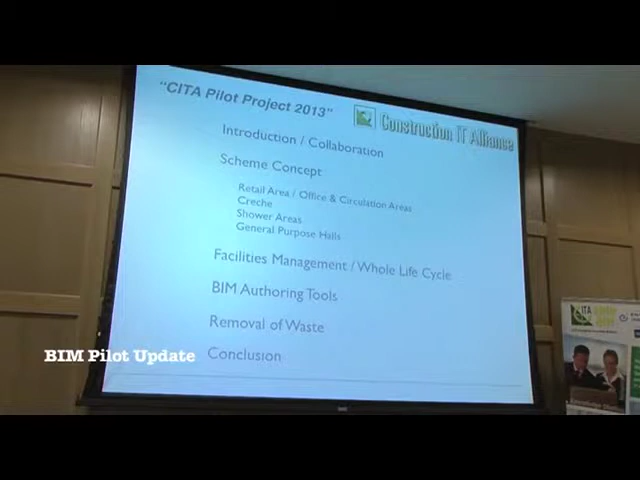 "CITA Pilot Project 2013"
Construction IT Alliance
Introduction / Collaboration
Scheme Concept
Retail Area / Office & Circulation Areas
Creche
Shower Areas
General Purpose Halls
Facilities Management / Whole Life Cycle
BIM Authoring Tools
Removal of Waste
Conclusion
BIM Pilot Update
CITA